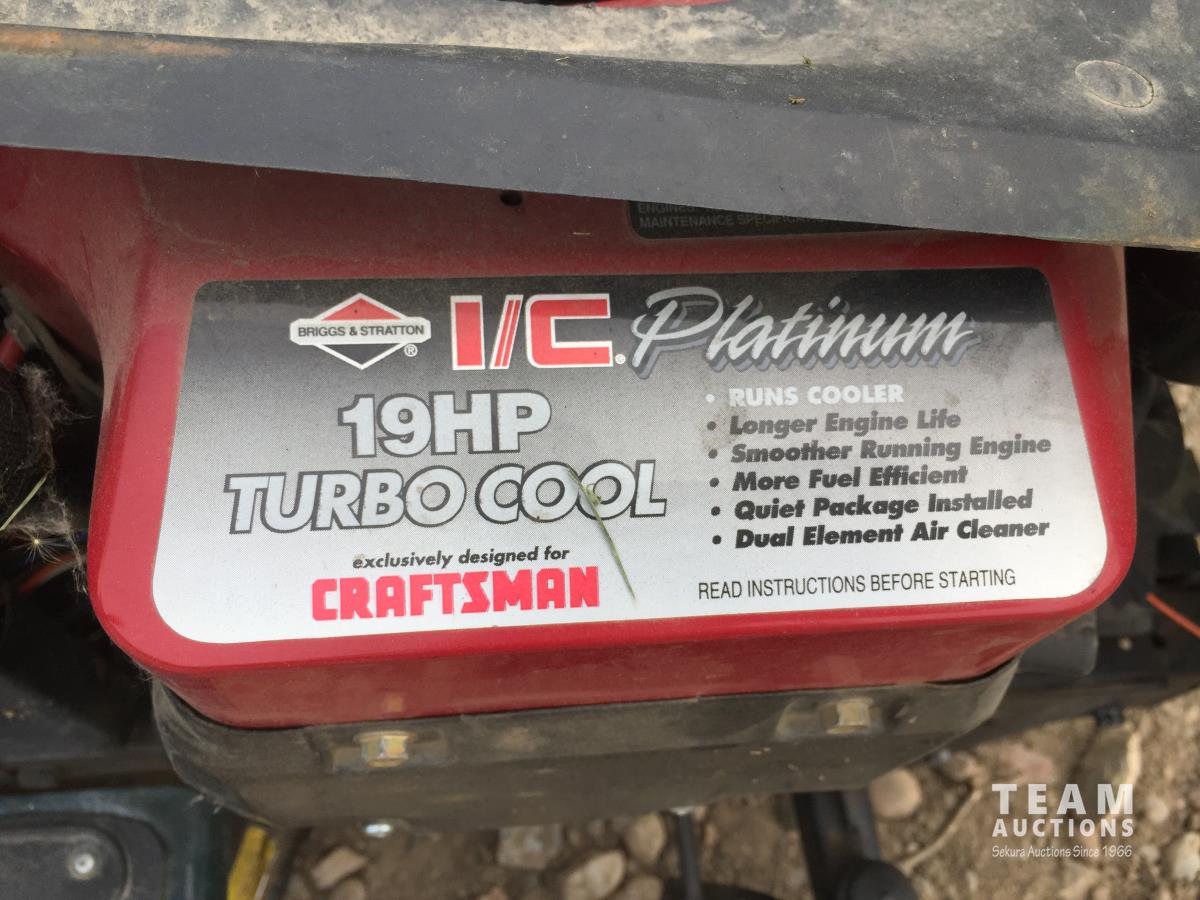 ENGINES
MAINTENANCE SPECIFICA
BRIGGS & STRATTON ®
I/C® Platinum
19HP
TURBO COOL
exclusively designed for
CRAFTSMAN
• RUNS COOLER
• Longer Engine Life
• Smoother Running Engine
• More Fuel Efficient
• Quiet Package Installed
• Dual Element Air Cleaner
READ INSTRUCTIONS BEFORE STARTING
TEAM
AUCTIONS
Sekura Auctions Since 1966